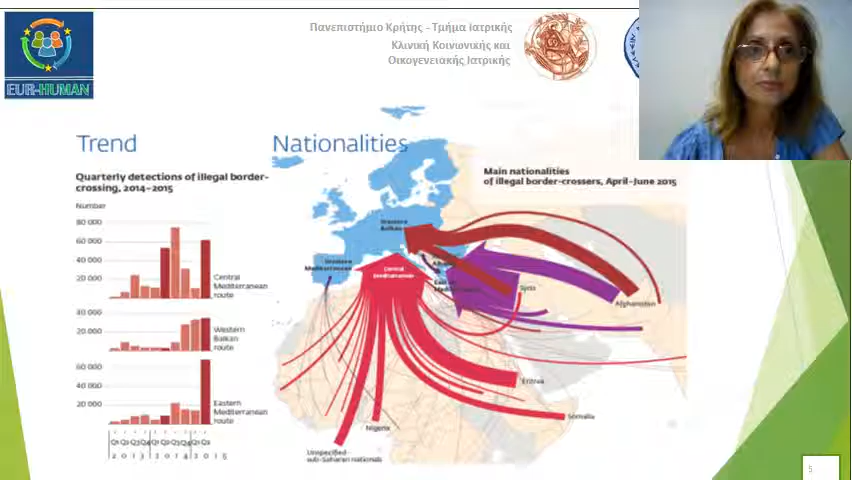 EUR-HUMAN
Πανεπιστήμιο Κρήτης - Τμήμα Ιατρικής
Κλινική Κοινωνικής και
Οικογενειακής Ιατρικής
Trend
Quarterly detections of illegal border-
crossing, 2014–2015
Number
80 000
60 000
40 000
20 000
Central
Mediterranean
route
40 000
20 000
Western
Balkan
route
60 000
40 000
20 000
Eastern
Mediterranean
route
Nationalities
Main nationalities
of illegal border-crossers, April–June 2015
Western
Balkan
Western
Mediterranean
Central
Mediterranean
Syria
Afghanistan
Eritrea
Somalia
Nigeria
Unspecified
sub-Saharan nationals
5